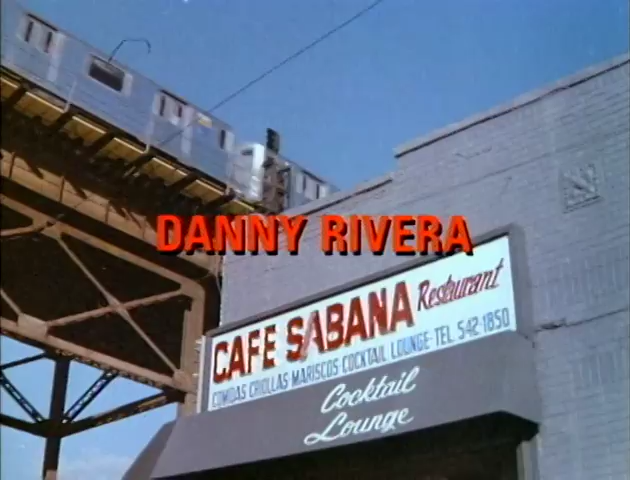 DANNY RIVERA
CAFE SABANA Restaurant
COMIDAS CRIOLLAS MARISCOS COCKTAIL LOUNGE-TEL 542-1850
Cocktail
Lounge